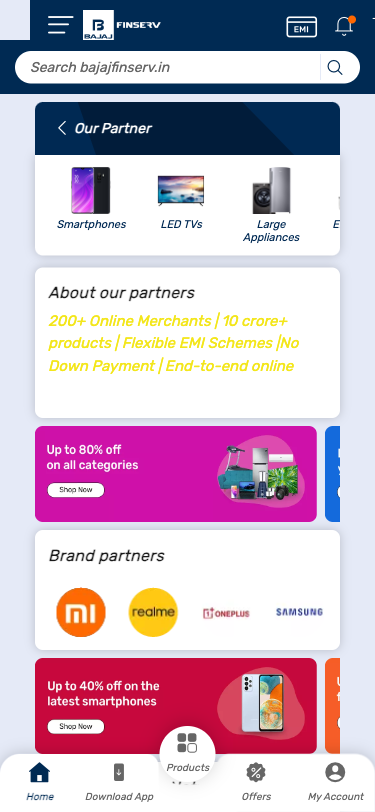 BAJAJ FINSERV
EMI
Search bajajfinserv.in
Our Partner
Smartphones
LED TVs
Large
Appliances
About our partners
200+ Online Merchants | 10 crore+
products | Flexible EMI Schemes |No
Down Payment | End-to-end online
Up to 80% off
on all categories
Shop Now
Brand partners
mi
realme
ONEPLUS
SAMSUNG
Up to 40% off on the
latest smartphones
Shop Now
Home
Download App
Products
Offers
My Account